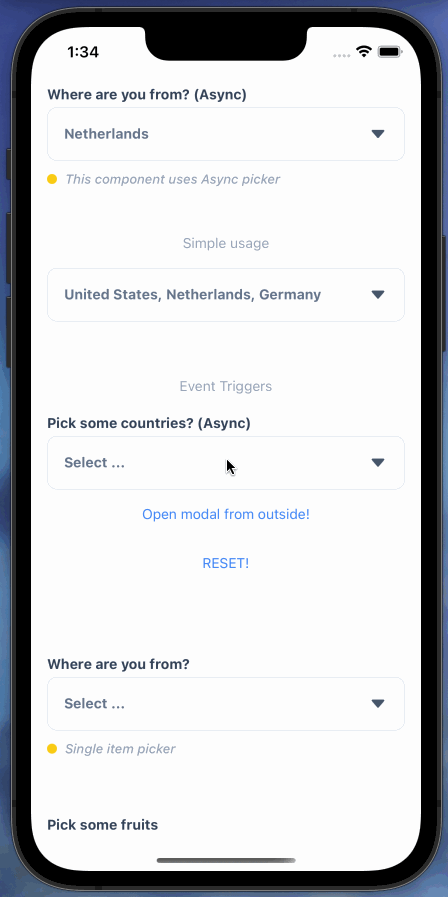 1:34
Where are you from? (Async)
Netherlands
This component uses Async picker
Simple usage
United States, Netherlands, Germany
Event Triggers
Pick some countries? (Async)
Select ...
Open modal from outside!
RESET!
Where are you from?
Select ...
Single item picker
Pick some fruits